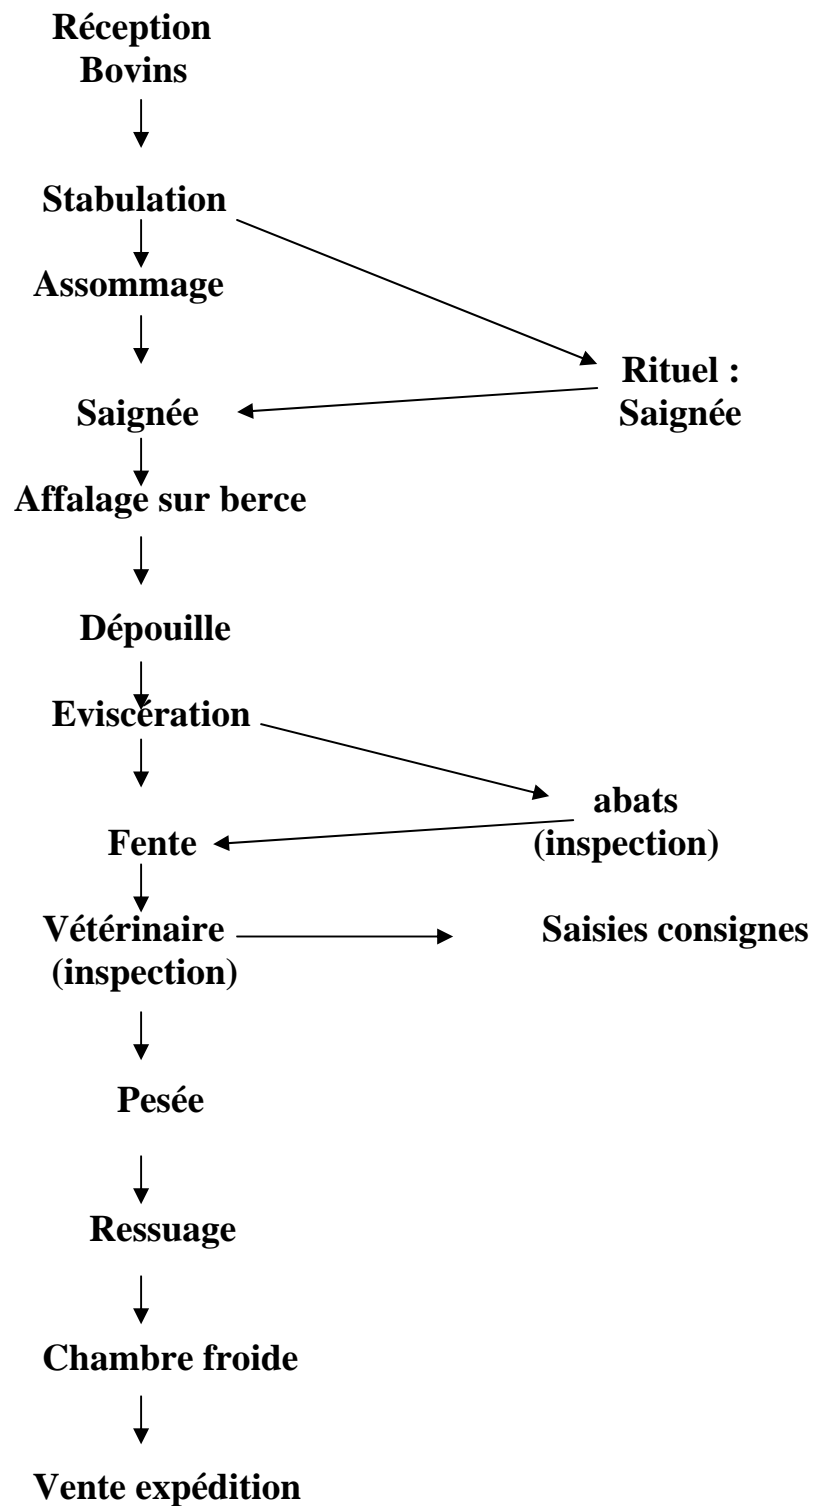 Réception
Bovins
Stabulation
Assommage
Rituel :
Saignée
Saignée
Affalage sur berce
Dépouille
Eviscération
abats
(inspection)
Fente
Vétérinaire
(inspection)
Saisies consignes
Pesée
Ressuage
Chambre froide
Vente expédition